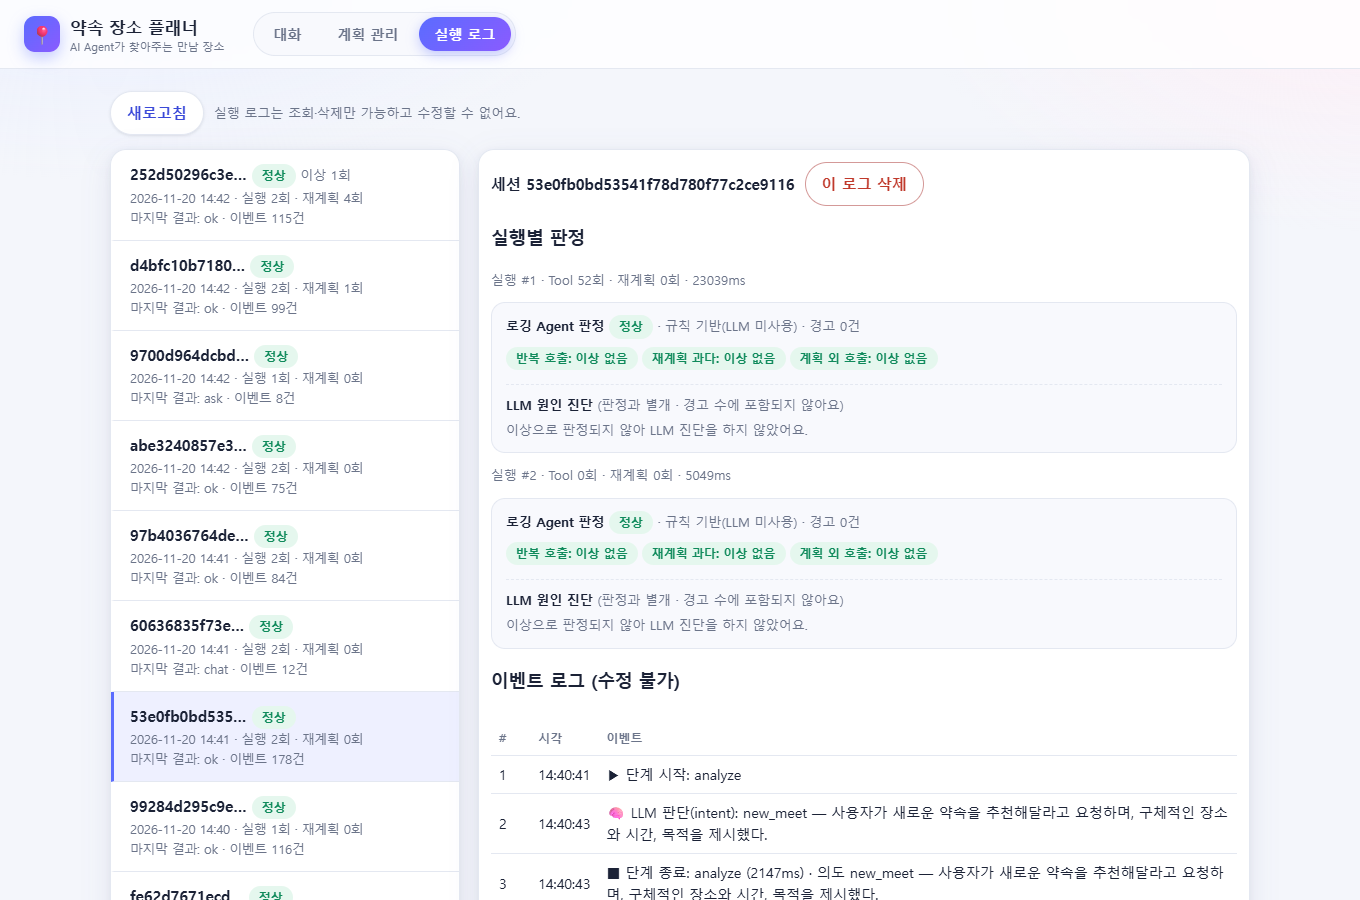 약속 장소 플래너
AI Agent가 찾아주는 만남 장소
대화
계획 관리
실행 로그
새로고침
실행 로그는 조회·삭제만 가능하고 수정할 수 없어요.
252d50296c3e... 정상 이상 1회
2026-11-20 14:42 · 실행 2회 · 재계획 4회
마지막 결과: ok · 이벤트 115건
d4bfc10b7180... 정상
2026-11-20 14:42 · 실행 2회 · 재계획 1회
마지막 결과: ok · 이벤트 99건
9700d964dcbd... 정상
2026-11-20 14:42 · 실행 1회 · 재계획 0회
마지막 결과: ask · 이벤트 8건
abe3240857e3... 정상
2026-11-20 14:42 · 실행 2회 · 재계획 0회
마지막 결과: ok · 이벤트 75건
97b4036764de... 정상
2026-11-20 14:41 · 실행 2회 · 재계획 0회
마지막 결과: ok · 이벤트 84건
60636835f73e... 정상
2026-11-20 14:41 · 실행 2회 · 재계획 0회
마지막 결과: chat · 이벤트 12건
53e0fb0bd535... 정상
2026-11-20 14:41 · 실행 2회 · 재계획 0회
마지막 결과: ok · 이벤트 178건
99284d295c9e... 정상
2026-11-20 14:40 · 실행 1회 · 재계획 0회
마지막 결과: ok · 이벤트 116건
fe62d7671ecd... 정상
세션 53e0fb0bd53541f78d780f77c2ce9116 이 로그 삭제
실행별 판정
실행 #1 · Tool 52회 · 재계획 0회 · 23039ms
로깅 Agent 판정 정상 · 규칙 기반(LLM 미사용) · 경고 0건
반복 호출: 이상 없음 재계획 과다: 이상 없음 계획 외 호출: 이상 없음
LLM 원인 진단 (판정과 별개 · 경고 수에 포함되지 않아요)
이상으로 판정되지 않아 LLM 진단을 하지 않았어요.
실행 #2 · Tool 0회 · 재계획 0회 · 5049ms
로깅 Agent 판정 정상 · 규칙 기반(LLM 미사용) · 경고 0건
반복 호출: 이상 없음 재계획 과다: 이상 없음 계획 외 호출: 이상 없음
LLM 원인 진단 (판정과 별개 · 경고 수에 포함되지 않아요)
이상으로 판정되지 않아 LLM 진단을 하지 않았어요.
이벤트 로그 (수정 불가)
# 시각 이벤트
1 14:40:41 ▶ 단계 시작: analyze
2 14:40:43 🧠 LLM 판단(intent): new_meet — 사용자가 새로운 약속을 추천해달라고 요청하며, 구체적인 장소
와 시간, 목적을 제시했다.
3 14:40:43 ■ 단계 종료: analyze (2147ms) · 의도 new_meet — 사용자가 새로운 약속을 추천해달라고 요청하
며, 구체적인 장소와 시간, 목적을 제시했다.